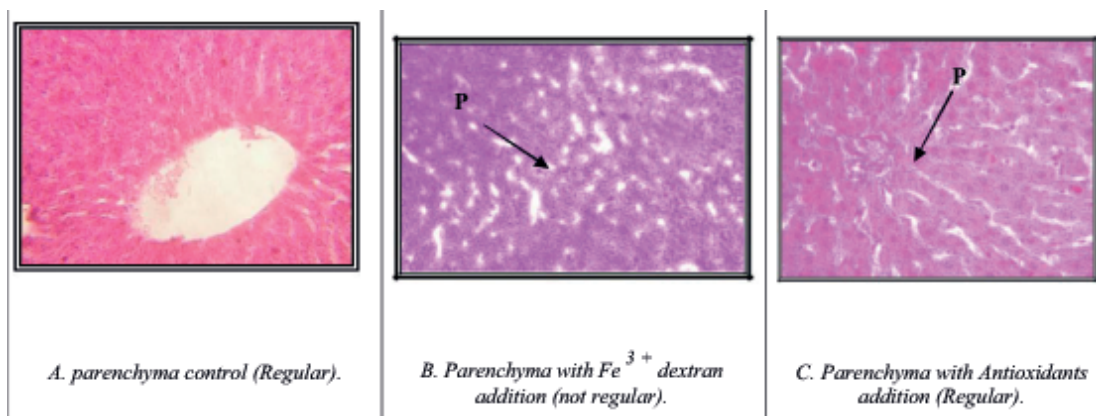 P
P
A. parenchyma control (Regular).
B. Parenchyma with Fe 3 + dextran
addition (not regular).
C. Parenchyma with Antioxidants
addition (Regular).